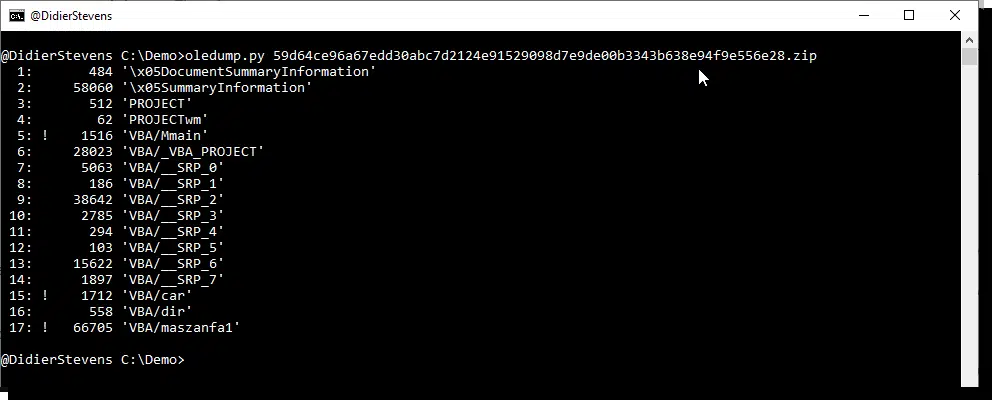 @DidierStevens
@DidierStevens C:\Demo>oledump.py 59d64ce96a67edd30abc7d2124e91529098d7e9de00b3343b638e94f9e556e28.zip
  1:       484 '\x05DocumentSummaryInformation'
  2:     58060 '\x05SummaryInformation'
  3:       512 'PROJECT'
  4:        62 'PROJECTwm'
  5: !    1516 'VBA/Mmain'
  6:     28023 'VBA/_VBA_PROJECT'
  7:      5063 'VBA/__SRP_0'
  8:       186 'VBA/__SRP_1'
  9:     38642 'VBA/__SRP_2'
 10:      2785 'VBA/__SRP_3'
 11:       294 'VBA/__SRP_4'
 12:       103 'VBA/__SRP_5'
 13:     15622 'VBA/__SRP_6'
 14:      1897 'VBA/__SRP_7'
 15: !    1712 'VBA/car'
 16:       558 'VBA/dir'
 17: !   66705 'VBA/maszanfa1'
@DidierStevens C:\Demo>